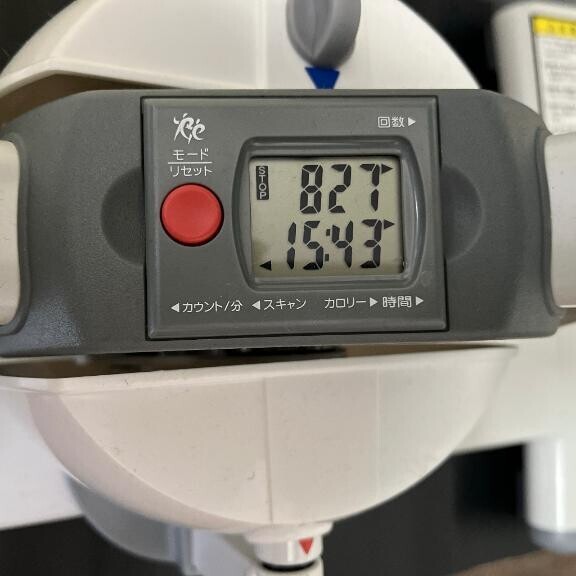 回数▶
モード
リセット
STOP
827
15:43
◀カウント/分 ◀スキャン カロリー▶ 時間▶